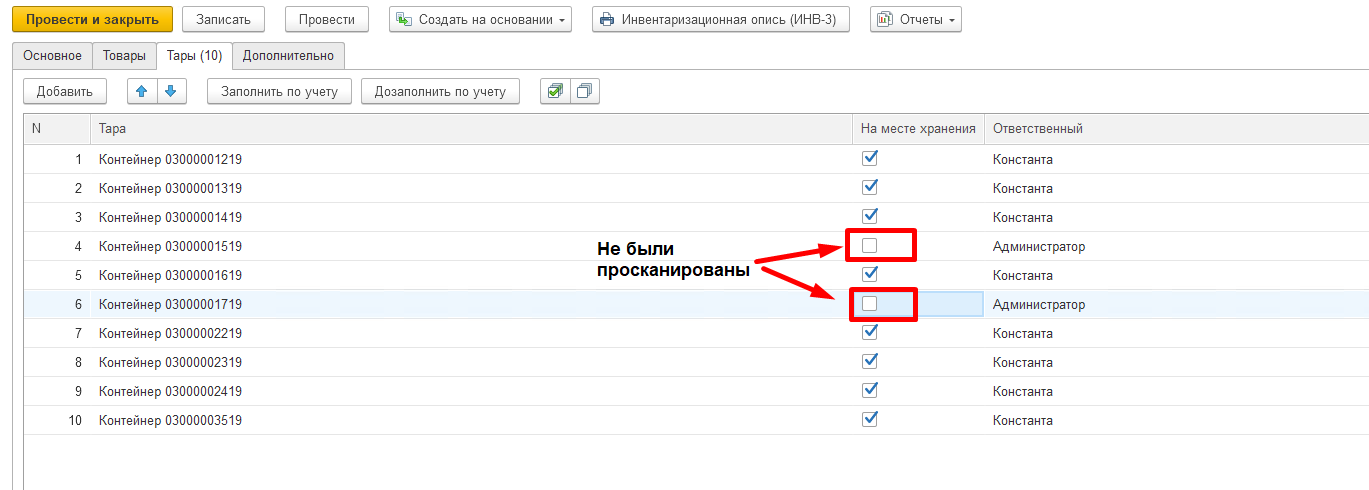 Провести и закрыть Записать Провести Создать на основании Инвентаризационная опись (ИНВ-3) Отчеты
Основное Товары Тары (10) Дополнительно
Добавить Заполнить по учету Дозаполнить по учету
N Тара На месте хранения Ответственный
1 Контейнер 03000001219 Константа
2 Контейнер 03000001319 Константа
3 Контейнер 03000001419 Константа
4 Контейнер 03000001519 Администратор
Не были
просканированы
5 Контейнер 03000001619 Константа
6 Контейнер 03000001719 Администратор
7 Контейнер 03000002219 Константа
8 Контейнер 03000002319 Константа
9 Контейнер 03000002419 Константа
10 Контейнер 03000003519 Константа